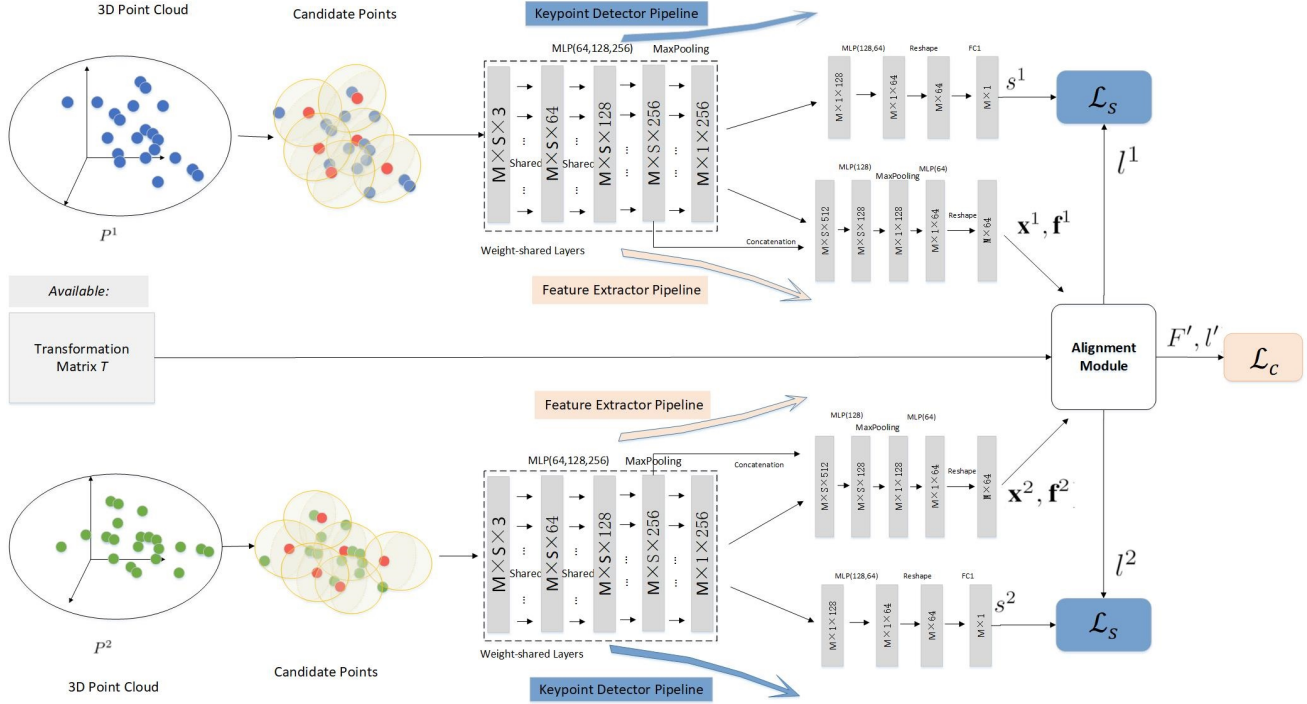 3D Point Cloud
Candidate Points
Keypoint Detector Pipeline
MLP(64,128,256)
MaxPooling
M×S×3
Shared
M×S×64
Shared
M×S×128
...
...
M×S×256
M×1×256
Weight-shared Layers
P¹
MLP(128,64)
Reshape
FC1
M×1×128
M×1×64
M×64
M×1
s¹
ℒs
l¹
MLP(128)
MaxPooling
MLP(64)
Reshape
Concatenation
M×S×512
M×S×128
M×1×128
M×1×64
M×64
x¹, f¹
Feature Extractor Pipeline
Available:
Transformation
Matrix T
Alignment
Module
F′, l′
ℒc
Feature Extractor Pipeline
MLP(64,128,256)
MaxPooling
Concatenation
M×S×3
Shared
M×S×64
Shared
M×S×128
...
...
M×S×256
M×1×256
Weight-shared Layers
MLP(128)
MaxPooling
MLP(64)
Reshape
M×S×512
M×S×128
M×1×128
M×1×64
M×64
x², f²
l²
MLP(128,64)
Reshape
FC1
M×1×128
M×1×64
M×64
M×1
s²
ℒs
P²
3D Point Cloud
Candidate Points
Keypoint Detector Pipeline